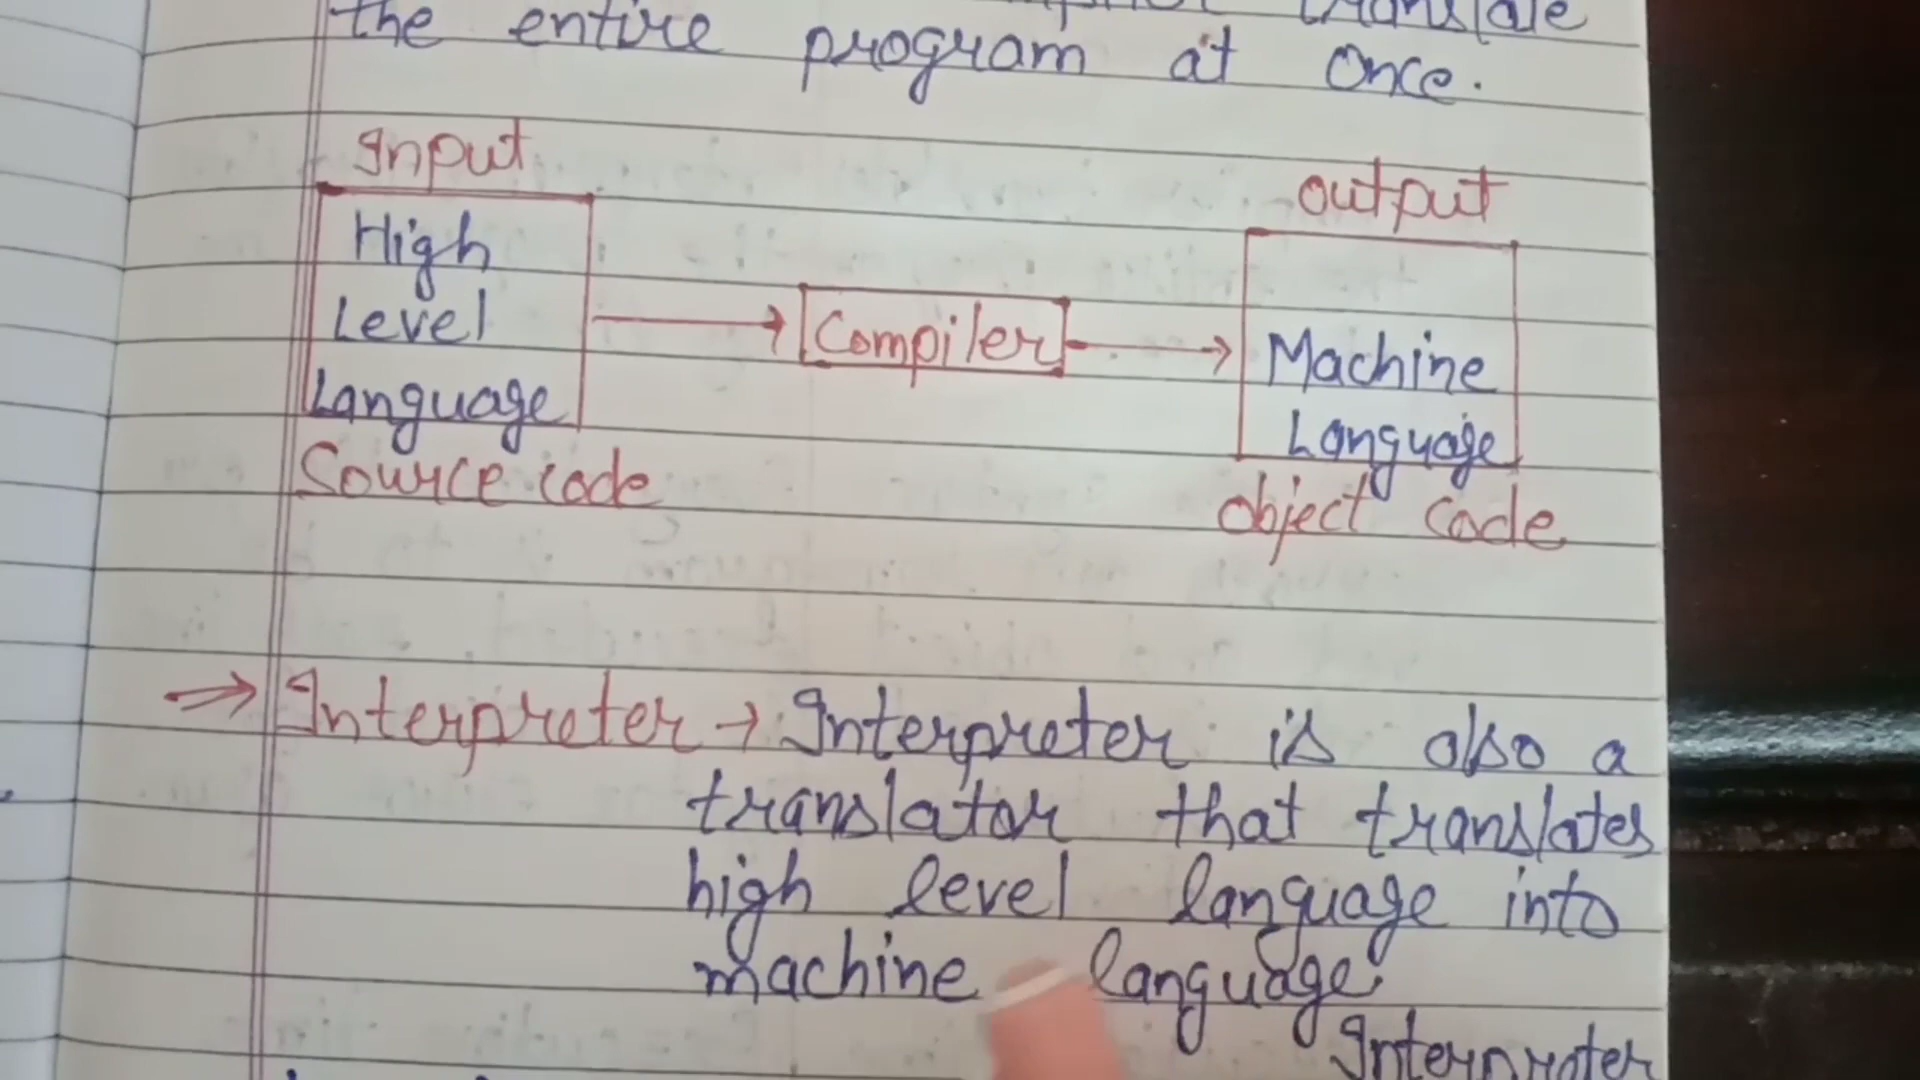 translate
the entire program at once.
Input
output
High
Level
Language
Compiler
Machine
Language
Source code
object code
⇒ Interpreter → Interpreter is also a
translator that translates
high level language into
machine language.
Interpreter